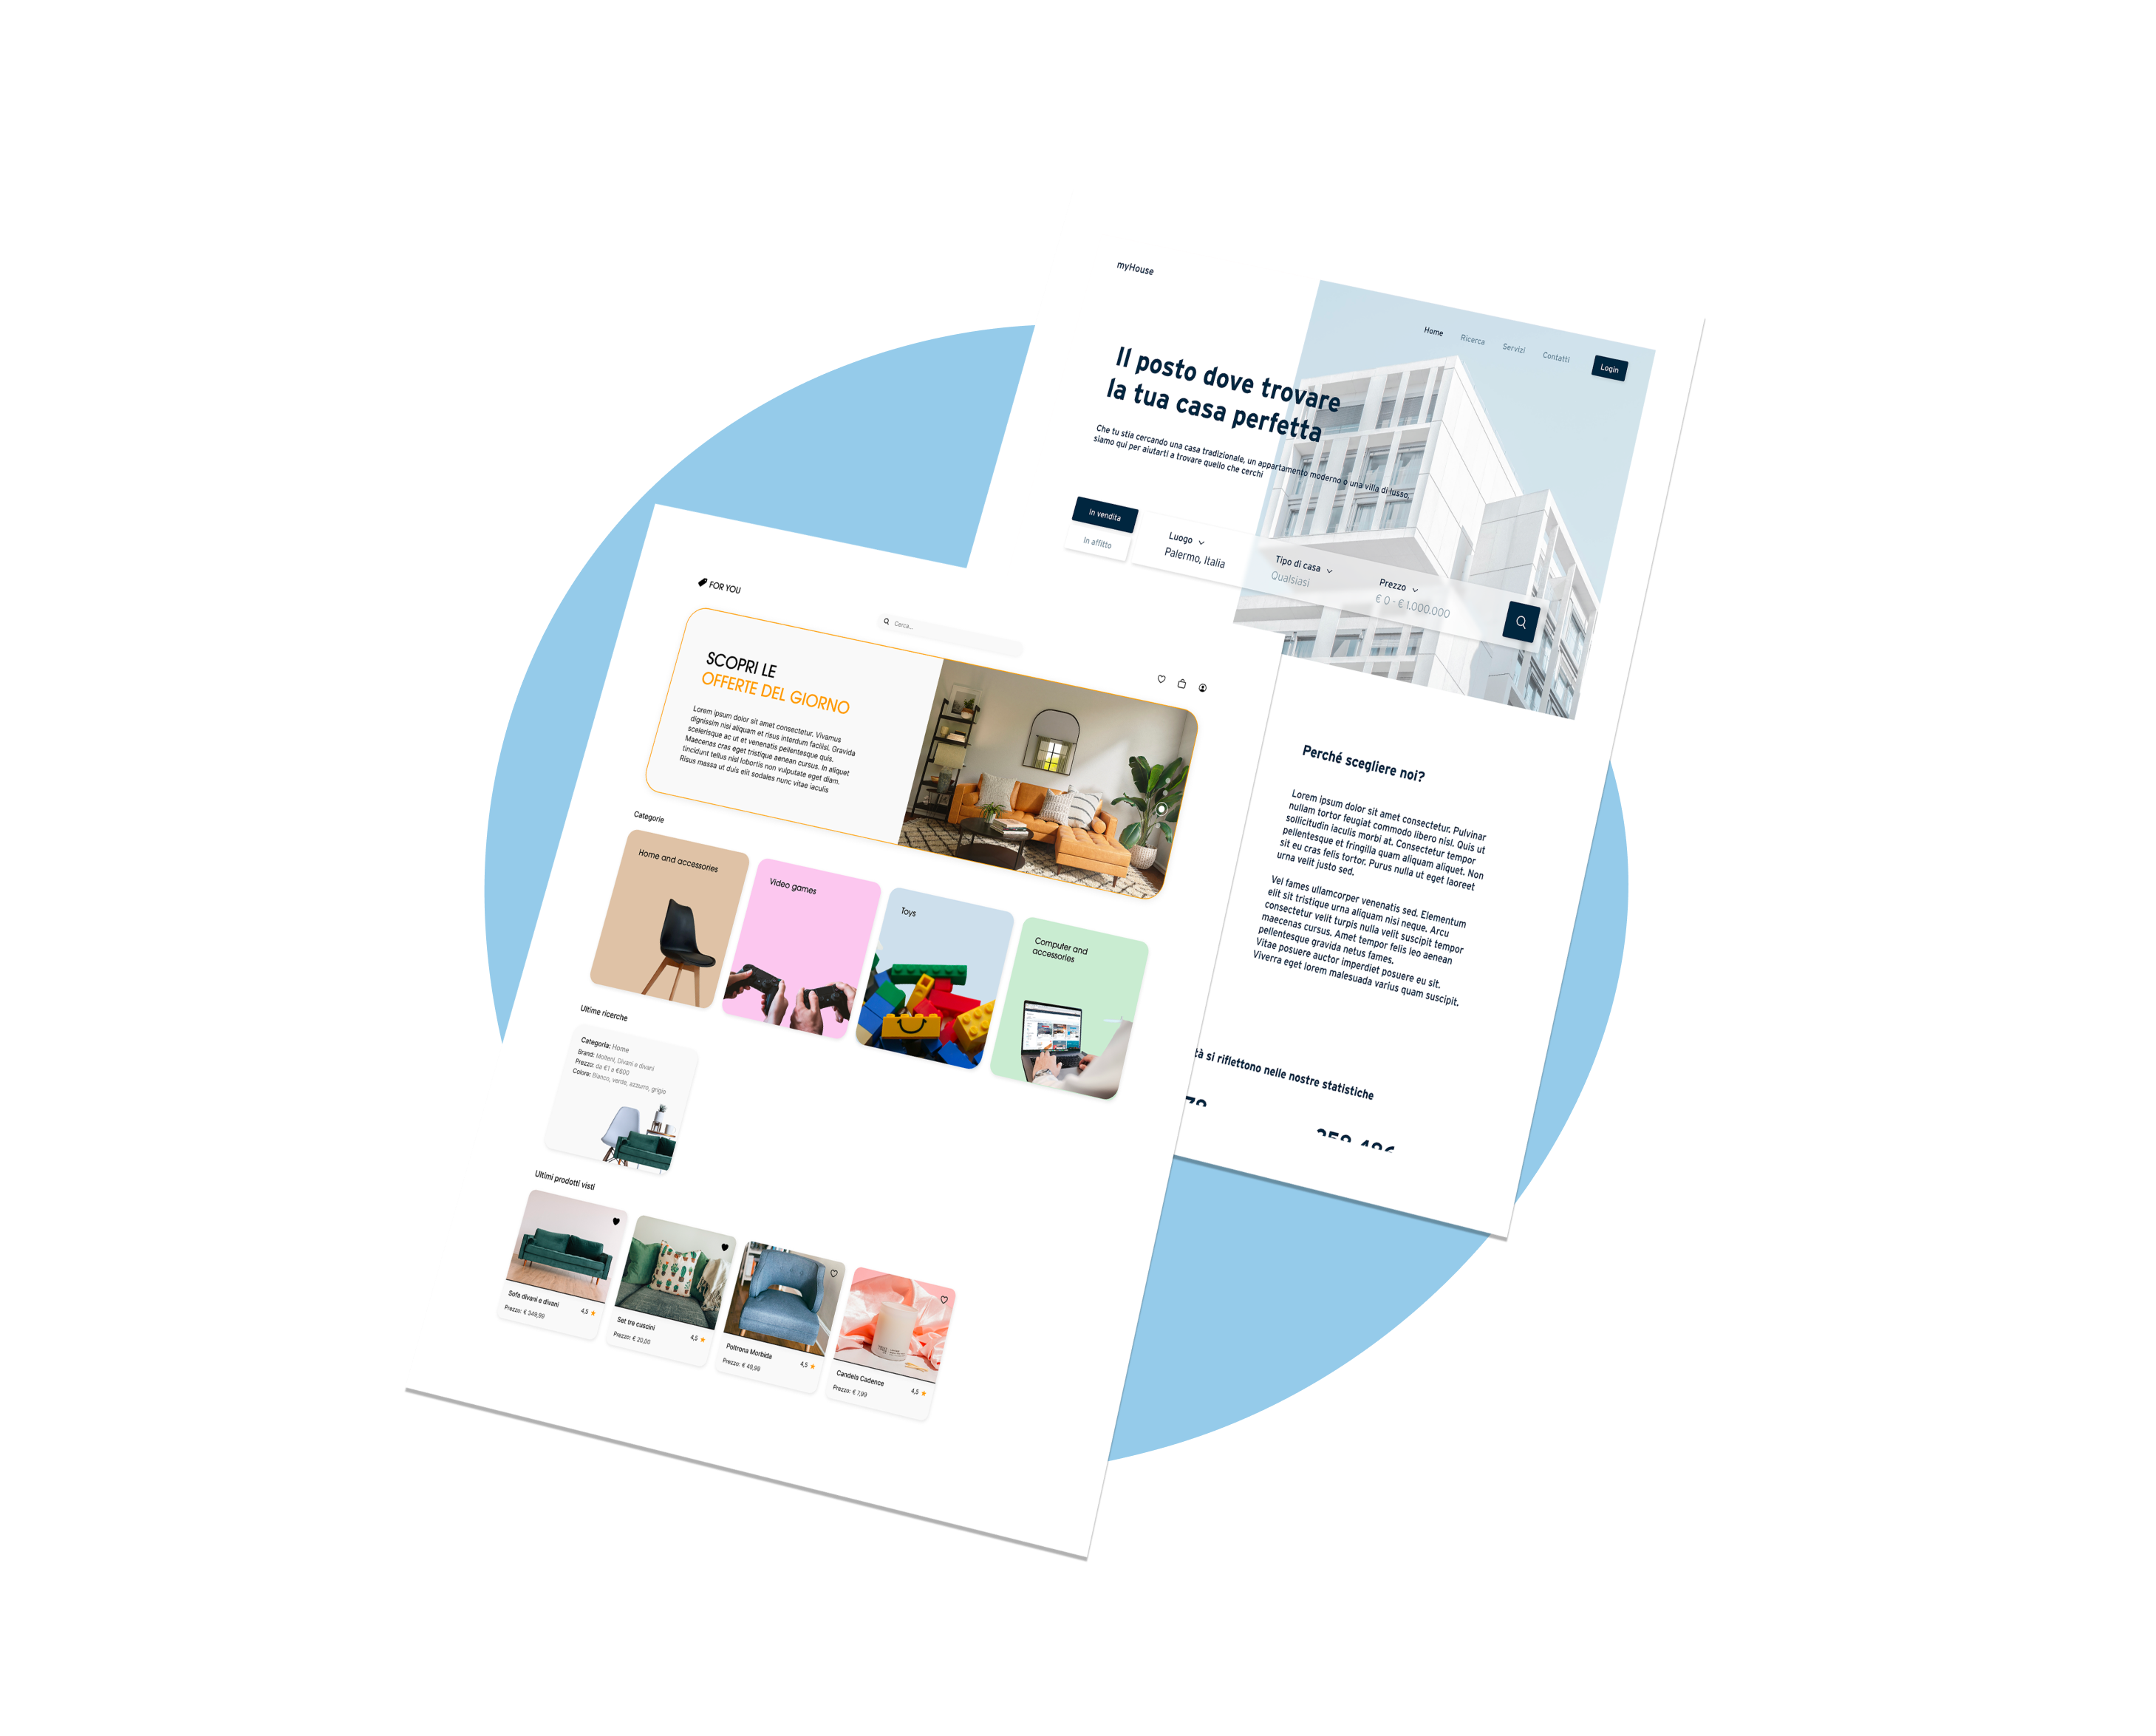 myHouse
Home
Ricerca
Servizi
Contatti
Login
Il posto dove trovare
la tua casa perfetta
Che tu stia cercando una casa tradizionale, un appartamento moderno o una villa di lusso,
siamo qui per aiutarti a trovare quello che cerchi
In vendita
In affitto
Luogo
Palermo, Italia
Tipo di casa
Qualsiasi
Prezzo
€ 0 - € 1.000.000
Perché scegliere noi?
Lorem ipsum dolor sit amet consectetur. Pulvinar
nullam tortor feugiat commodo libero nisl. Quis ut
sollicitudin iaculis morbi at. Consectetur tempor
pellentesque et fringilla quam aliquam aliquet. Non
sit eu cras felis tortor. Purus nulla ut eget laoreet
urna velit justo sed.
Vel fames ullamcorper venenatis sed. Elementum
elit sit tristique urna aliquam nisi neque. Arcu
consectetur velit turpis nulla velit suscipit tempor
maecenas cursus. Amet tempor felis leo aenean
pellentesque gravida netus fames.
Vitae posuere auctor imperdiet posuere eu sit.
Viverra eget lorem malesuada varius quam suscipit.
tà si riflettono nelle nostre statistiche
FOR YOU
Cerca...
SCOPRI LE
OFFERTE DEL GIORNO
Lorem ipsum dolor sit amet consectetur. Vivamus
dignissim nisi aliquam et risus interdum facilisi. Gravida
scelerisque ac ut et venenatis pellentesque quis.
Maecenas cras eget tristique aenean cursus. In aliquet
tincidunt tellus nisl lobortis non vulputate eget diam.
Risus massa ut duis elit sodales nunc vitae iaculis
Categorie
Home and accessories
Video games
Toys
Computer and
accessories
Ultime ricerche
Categoria: Home
Brand: Molteni, Divani e divani
Prezzo: da €1 a €600
Colore: Bianco, verde, azzurro, grigio
Ultimi prodotti visti
Sofa divani e divani
4,5
Prezzo: € 349,99
Set tre cuscini
4,5
Prezzo: € 20,00
Poltrona Morbida
4,5
Prezzo: € 49,99
Candela Cadence
4,5
Prezzo: € 7,99